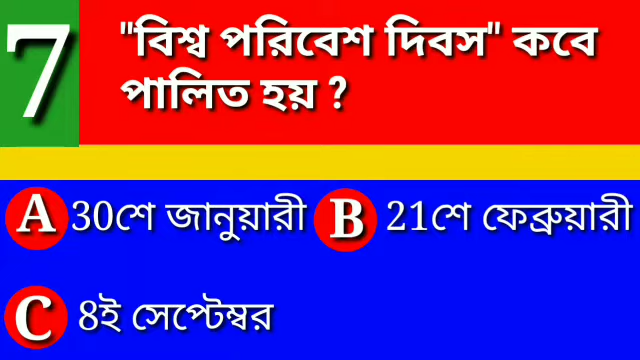 7
"বিশ্ব পরিবেশ দিবস" কবে
পালিত হয় ?
A 30শে জানুয়ারী B 21শে ফেব্রুয়ারী
C 8ই সেপ্টেম্বর